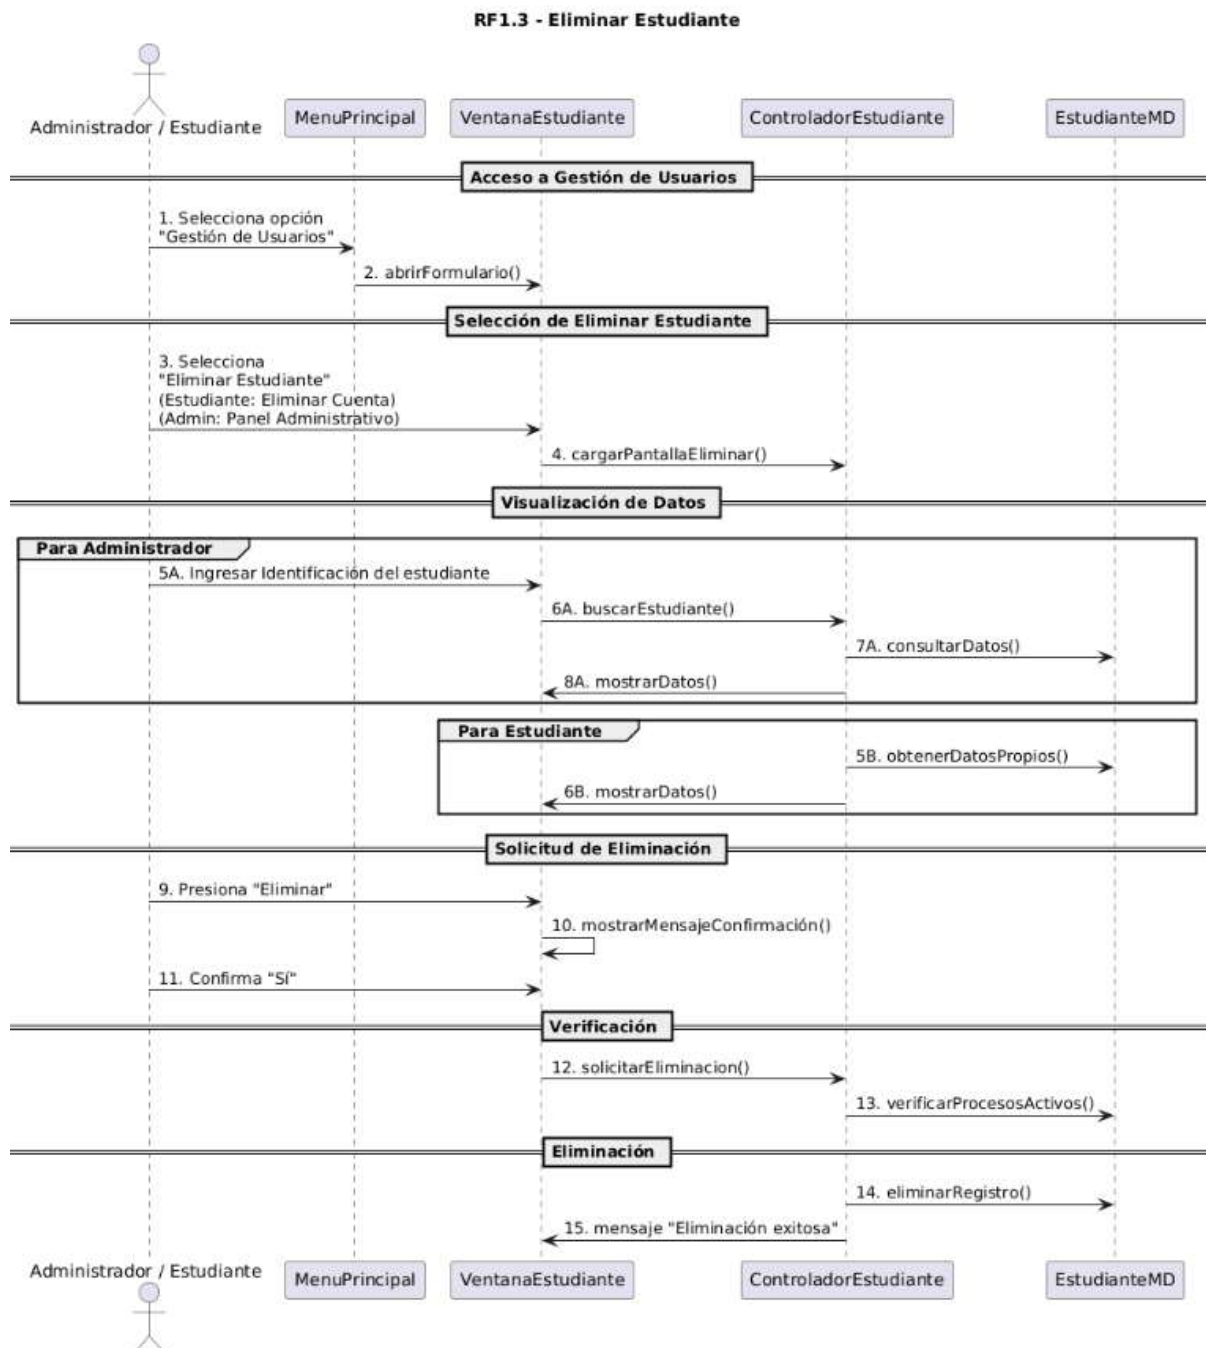 RF1.3 - Eliminar Estudiante
Administrador / Estudiante
MenuPrincipal
VentanaEstudiante
ControladorEstudiante
EstudianteMD
Acceso a Gestión de Usuarios
1. Selecciona opción
"Gestión de Usuarios"
2. abrirFormulario()
Selección de Eliminar Estudiante
3. Selecciona
"Eliminar Estudiante"
(Estudiante: Eliminar Cuenta)
(Admin: Panel Administrativo)
4. cargarPantallaEliminar()
Visualización de Datos
Para Administrador
5A. Ingresar Identificación del estudiante
6A. buscarEstudiante()
7A. consultarDatos()
8A. mostrarDatos()
Para Estudiante
5B. obtenerDatosPropios()
6B. mostrarDatos()
Solicitud de Eliminación
9. Presiona "Eliminar"
10. mostrarMensajeConfirmación()
11. Confirma "Sí"
Verificación
12. solicitarEliminacion()
13. verificarProcesosActivos()
Eliminación
14. eliminarRegistro()
15. mensaje "Eliminación exitosa"
Administrador / Estudiante
MenuPrincipal
VentanaEstudiante
ControladorEstudiante
EstudianteMD